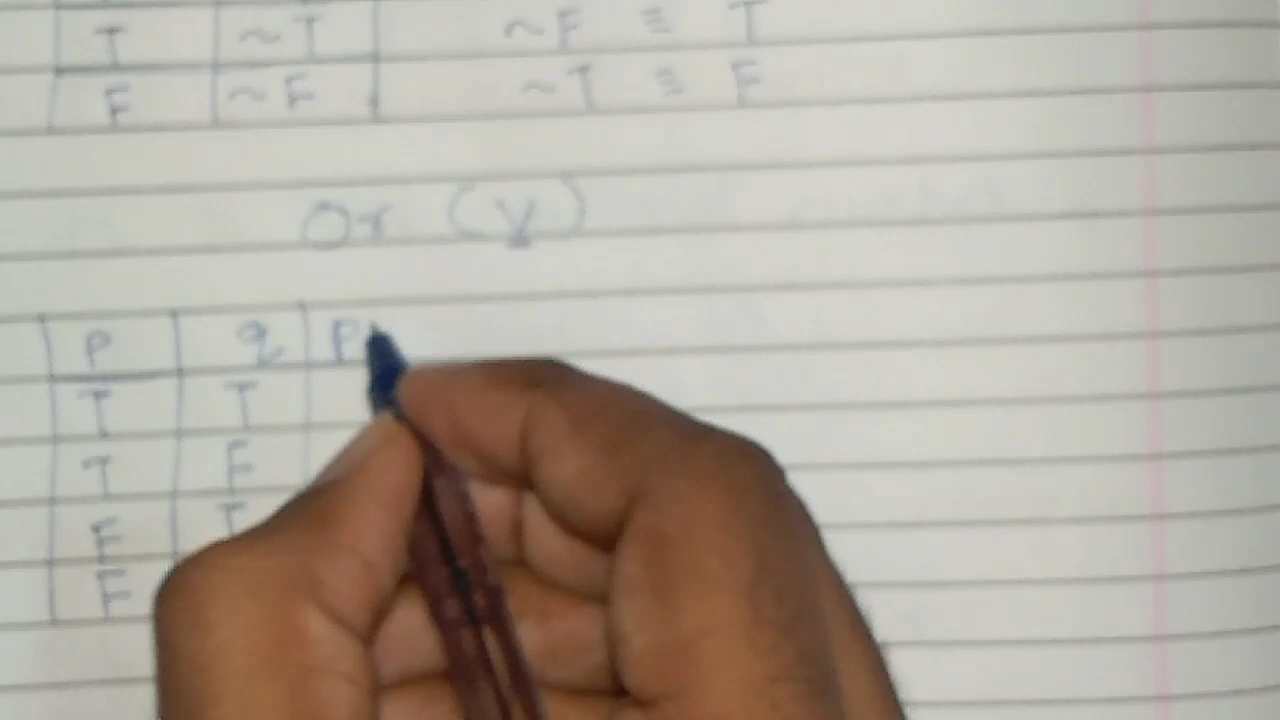 T ~T ~F ≡ T
F ~F ~T ≡ F
Or (v)
P q P
T T
T F
F T
F